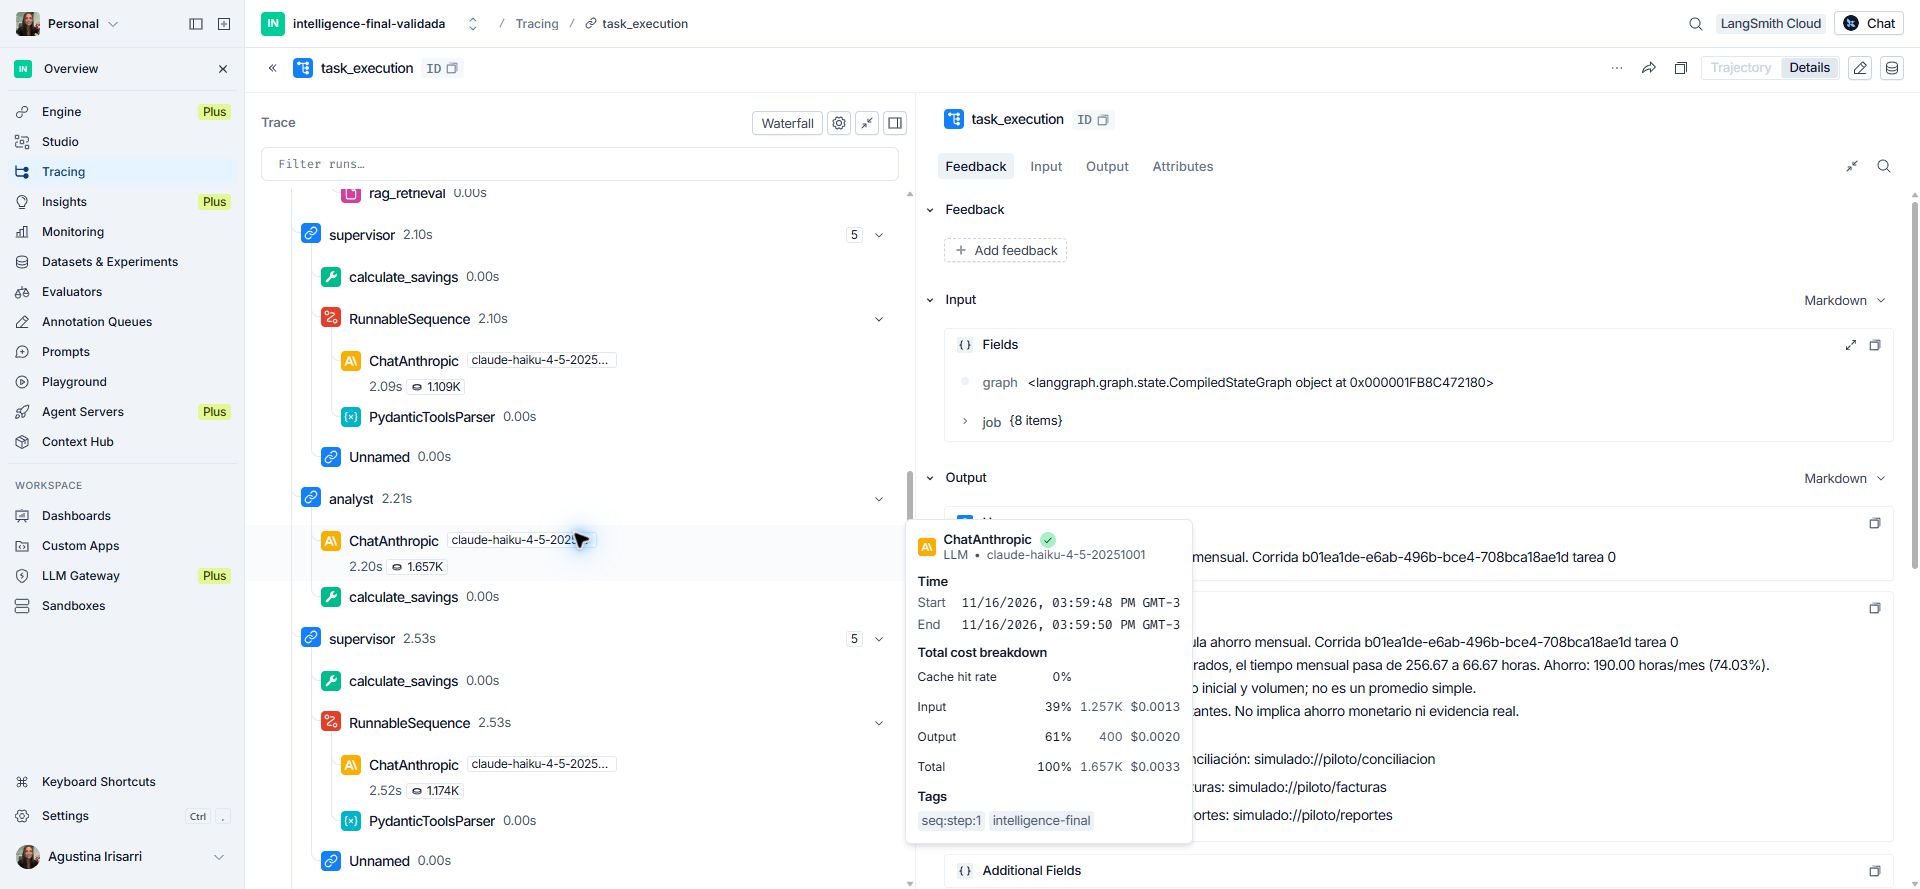 Personal
IN intelligence-final-validada / Tracing / task_execution
LangSmith Cloud
Chat
IN Overview
task_execution ID
Trajectory Details
Engine Plus
Studio
Tracing
Insights Plus
Monitoring
Datasets & Experiments
Evaluators
Annotation Queues
Prompts
Playground
Agent Servers Plus
Context Hub
WORKSPACE
Dashboards
Custom Apps
LLM Gateway Plus
Sandboxes
Keyboard Shortcuts
Settings Ctrl .
Agustina Irisarri
Trace
Waterfall
Filter runs…
rag_retrieval 0.00s
supervisor 2.10s 5
calculate_savings 0.00s
RunnableSequence 2.10s
ChatAnthropic claude-haiku-4-5-2025...
2.09s 1.109K
PydanticToolsParser 0.00s
Unnamed 0.00s
analyst 2.21s
ChatAnthropic claude-haiku-4-5-2025
2.20s 1.657K
calculate_savings 0.00s
supervisor 2.53s 5
calculate_savings 0.00s
RunnableSequence 2.53s
ChatAnthropic claude-haiku-4-5-2025...
2.52s 1.174K
PydanticToolsParser 0.00s
Unnamed 0.00s
task_execution ID
Feedback Input Output Attributes
Feedback
+ Add feedback
Input Markdown
{} Fields
graph <langgraph.graph.state.CompiledStateGraph object at 0x000001FB8C472180>
job {8 items}
Output Markdown
mensual. Corrida b01ea1de-e6ab-496b-bce4-708bca18ae1d tarea 0
ula ahorro mensual. Corrida b01ea1de-e6ab-496b-bce4-708bca18ae1d tarea 0
rados, el tiempo mensual pasa de 256.67 a 66.67 horas. Ahorro: 190.00 horas/mes (74.03%).
o inicial y volumen; no es un promedio simple.
antes. No implica ahorro monetario ni evidencia real.
nciliación: simulado://piloto/conciliacion
uras: simulado://piloto/facturas
ortes: simulado://piloto/reportes
{} Additional Fields
ChatAnthropic
LLM • claude-haiku-4-5-20251001
Time
Start 11/16/2026, 03:59:48 PM GMT-3
End 11/16/2026, 03:59:50 PM GMT-3
Total cost breakdown
Cache hit rate 0%
Input 39% 1.257K $0.0013
Output 61% 400 $0.0020
Total 100% 1.657K $0.0033
Tags
seq:step:1 intelligence-final